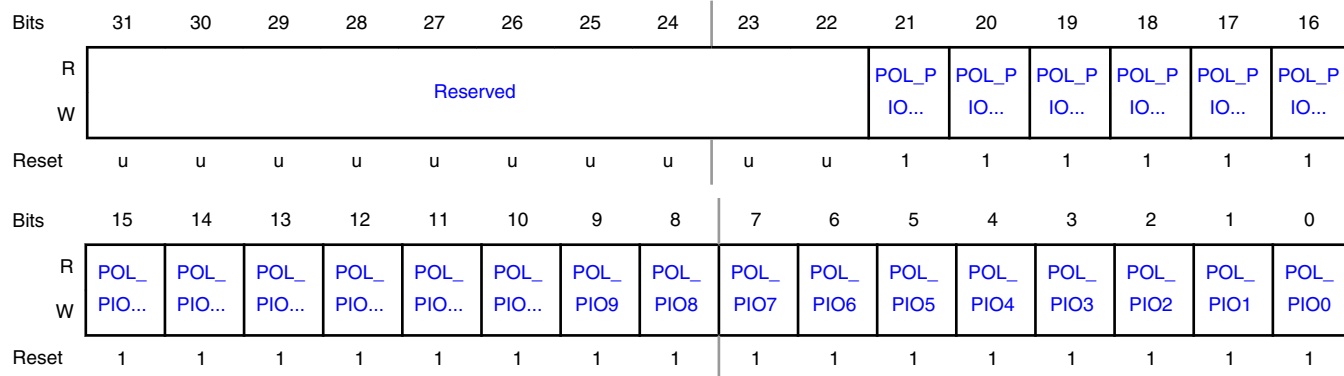 Bits 31 30 29 28 27 26 25 24 23 22 21 20 19 18 17 16
R
Reserved POL_P POL_P POL_P POL_P POL_P POL_P
IO... IO... IO... IO... IO... IO...
W
Reset u u u u u u u u u u 1 1 1 1 1 1
Bits 15 14 13 12 11 10 9 8 7 6 5 4 3 2 1 0
R
POL_ POL_ POL_ POL_ POL_ POL_ POL_ POL_ POL_ POL_ POL_ POL_ POL_ POL_ POL_ POL_
PIO... PIO... PIO... PIO... PIO... PIO... PIO9 PIO8 PIO7 PIO6 PIO5 PIO4 PIO3 PIO2 PIO1 PIO0
W
Reset 1 1 1 1 1 1 1 1 1 1 1 1 1 1 1 1